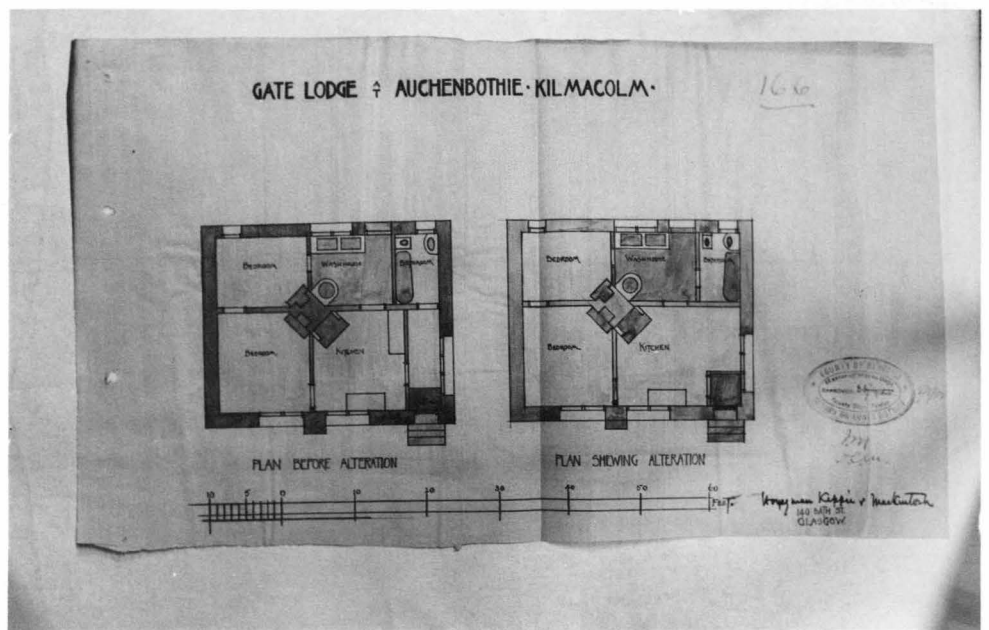 GATE LODGE AUCHENBOTHIE · KILMACOLM ·
166
BEDROOM
WASHHOUSE
BATHROOM
BEDROOM
KITCHEN
PLAN BEFORE ALTERATION
BEDROOM
WASHHOUSE
BATHROOM
BEDROOM
KITCHEN
PLAN SHEWING ALTERATION
10 5 0 10 20 30 40 50 60 FEET.
Honeyman Keppie & Mackintosh
140 BATH ST
GLASGOW